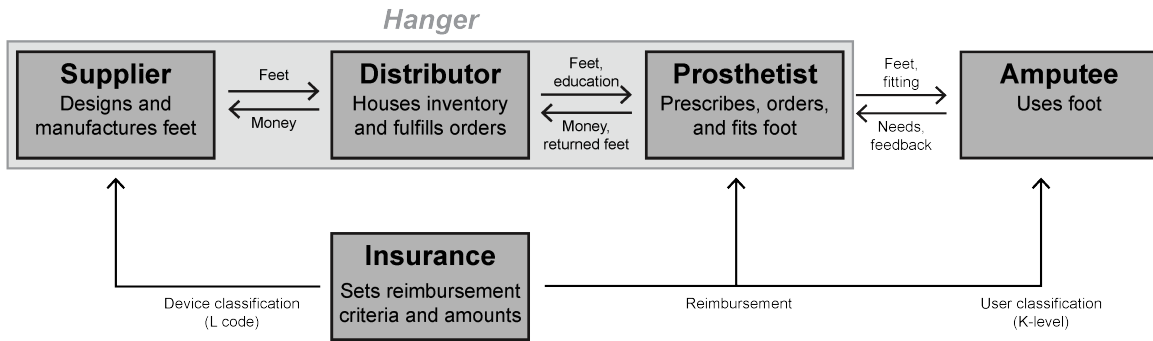 Hanger
Supplier
Designs and
manufactures feet
Feet
Money
Distributor
Houses inventory
and fulfills orders
Feet,
education
Money,
returned feet
Prosthetist
Prescribes, orders,
and fits foot
Feet,
fitting
Needs,
feedback
Amputee
Uses foot
Insurance
Sets reimbursement
criteria and amounts
Device classification
(L code)
Reimbursement
User classification
(K-level)